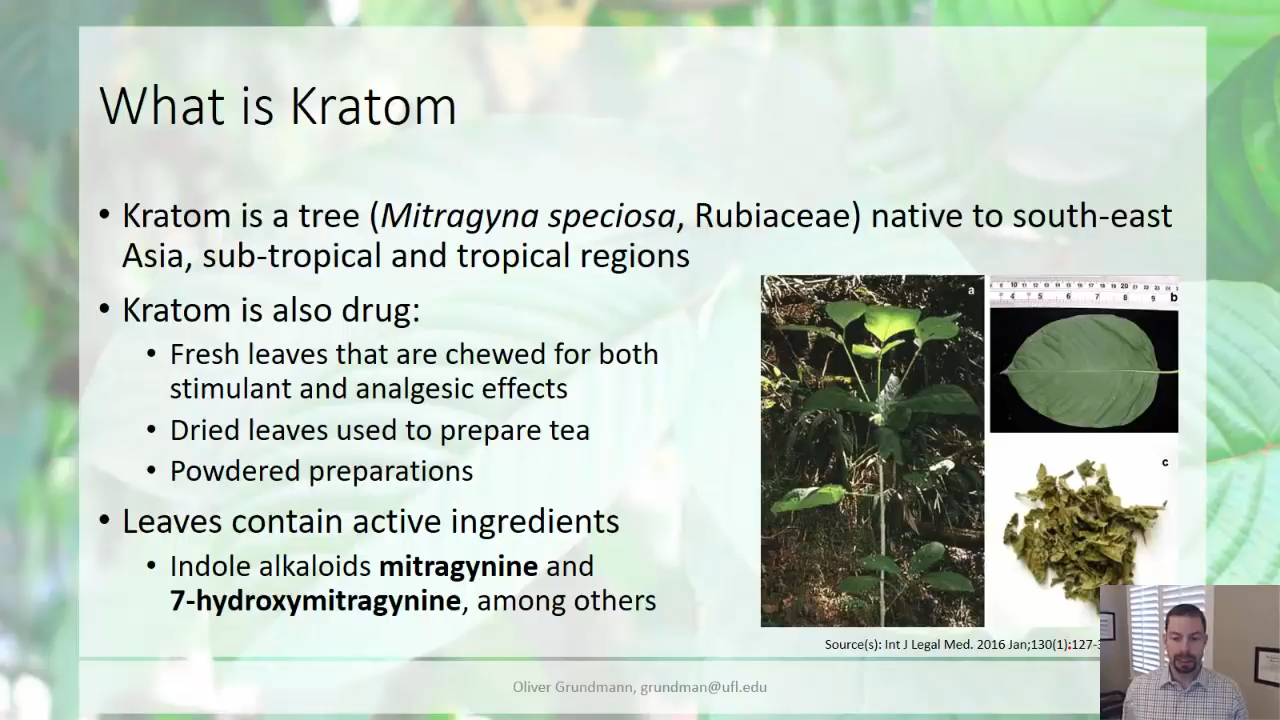 What is Kratom
• Kratom is a tree (Mitragyna speciosa, Rubiaceae) native to south-east
Asia, sub-tropical and tropical regions
• Kratom is also drug:
• Fresh leaves that are chewed for both
stimulant and analgesic effects
• Dried leaves used to prepare tea
• Powdered preparations
• Leaves contain active ingredients
• Indole alkaloids mitragynine and
7-hydroxymitragynine, among others
a
b
c
Source(s): Int J Legal Med. 2016 Jan;130(1):127-
Oliver Grundmann, grundman@ufl.edu